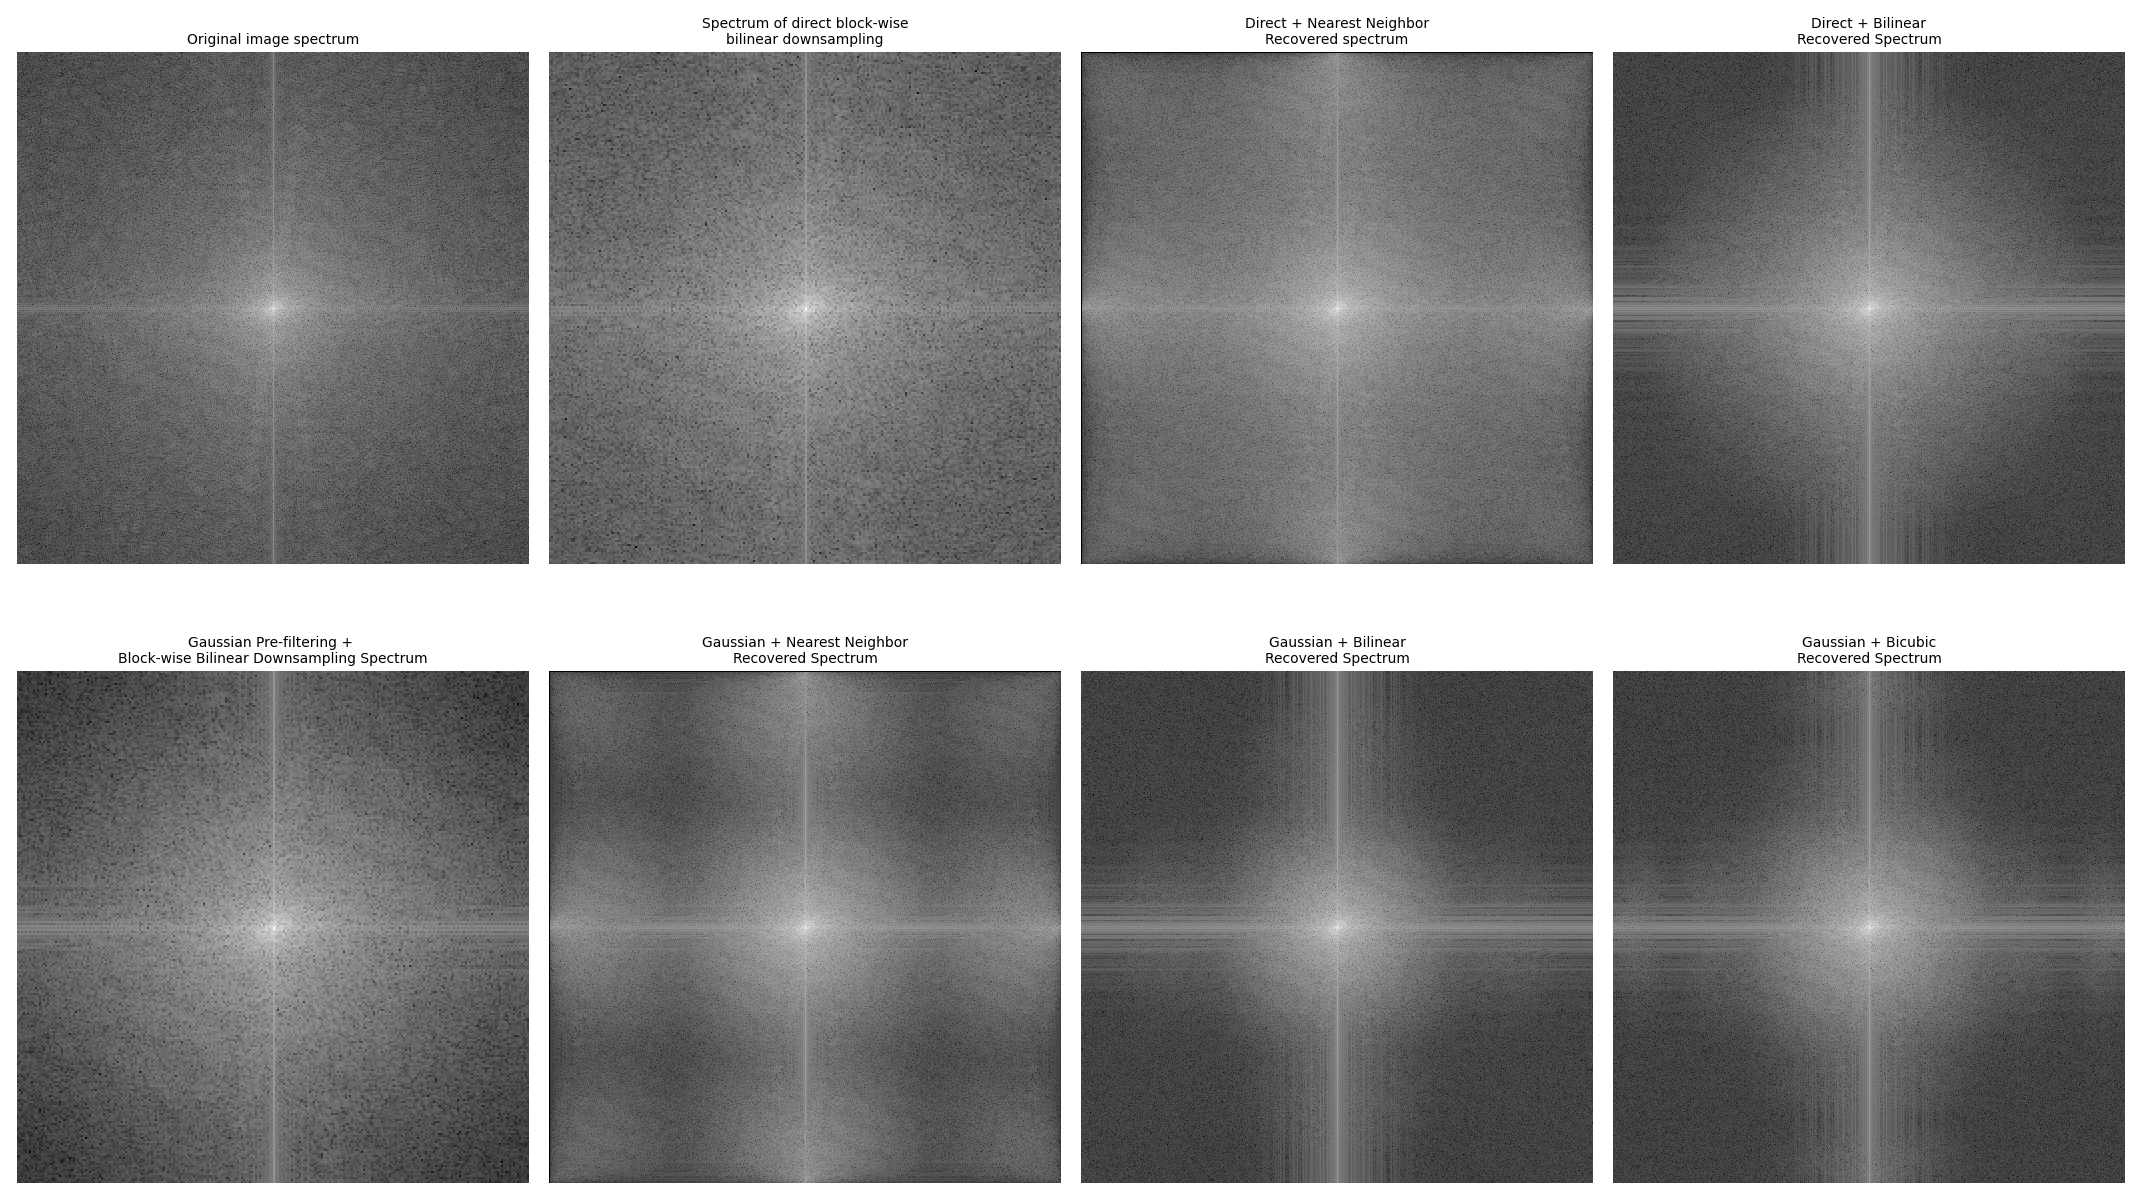 Original image spectrum
Spectrum of direct block-wise
bilinear downsampling
Direct + Nearest Neighbor
Recovered spectrum
Direct + Bilinear
Recovered Spectrum
Gaussian Pre-filtering +
Block-wise Bilinear Downsampling Spectrum
Gaussian + Nearest Neighbor
Recovered Spectrum
Gaussian + Bilinear
Recovered Spectrum
Gaussian + Bicubic
Recovered Spectrum